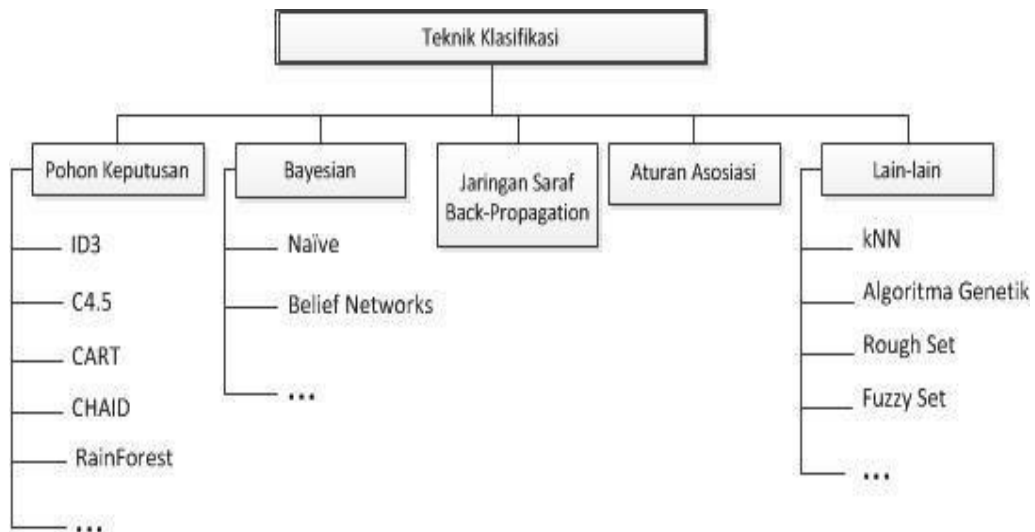 Teknik Klasifikasi
Pohon Keputusan
ID3
C4.5
CART
CHAID
RainForest
...
Bayesian
Naïve
Belief Networks
...
Jaringan Saraf
Back-Propagation
Aturan Asosiasi
Lain-lain
kNN
Algoritma Genetik
Rough Set
Fuzzy Set
...